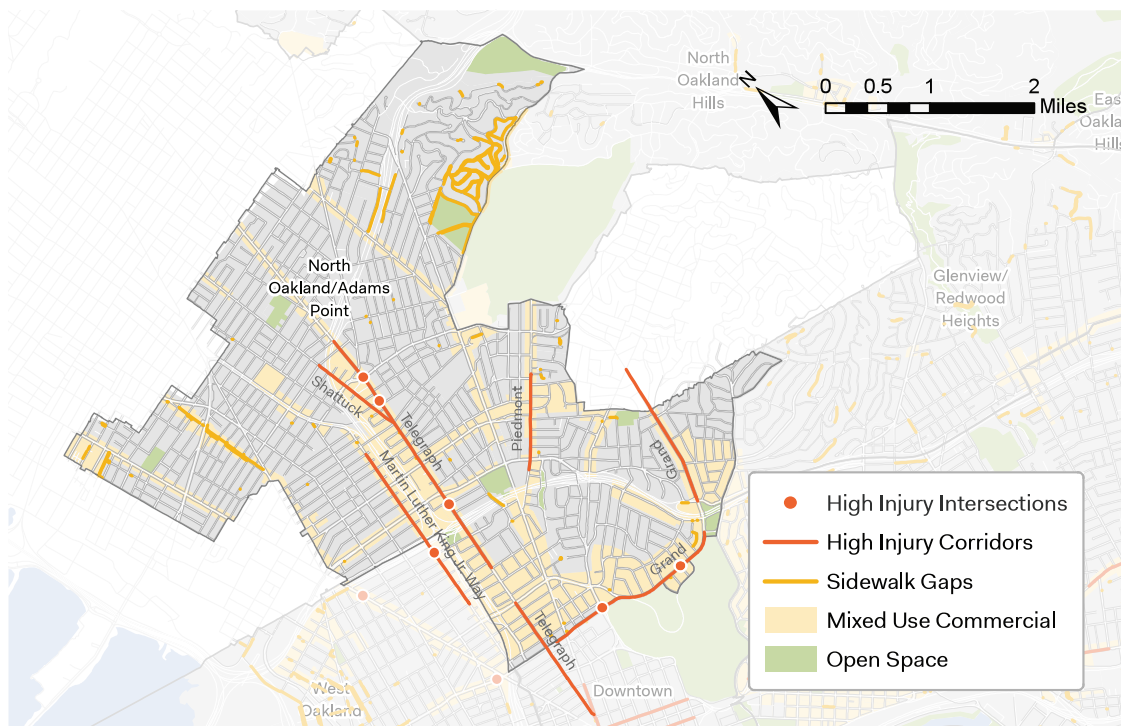 North
Oakland
Hills
N
0 0.5 1 2
Miles
East
Oakland
Hills
North
Oakland/Adams
Point
Glenview/
Redwood
Heights
Shattuck
Telegraph
Piedmont
Grand
Martin Luther King Jr. Way
Grand
Telegraph
West
Oakland
Downtown
High Injury Intersections
High Injury Corridors
Sidewalk Gaps
Mixed Use Commercial
Open Space